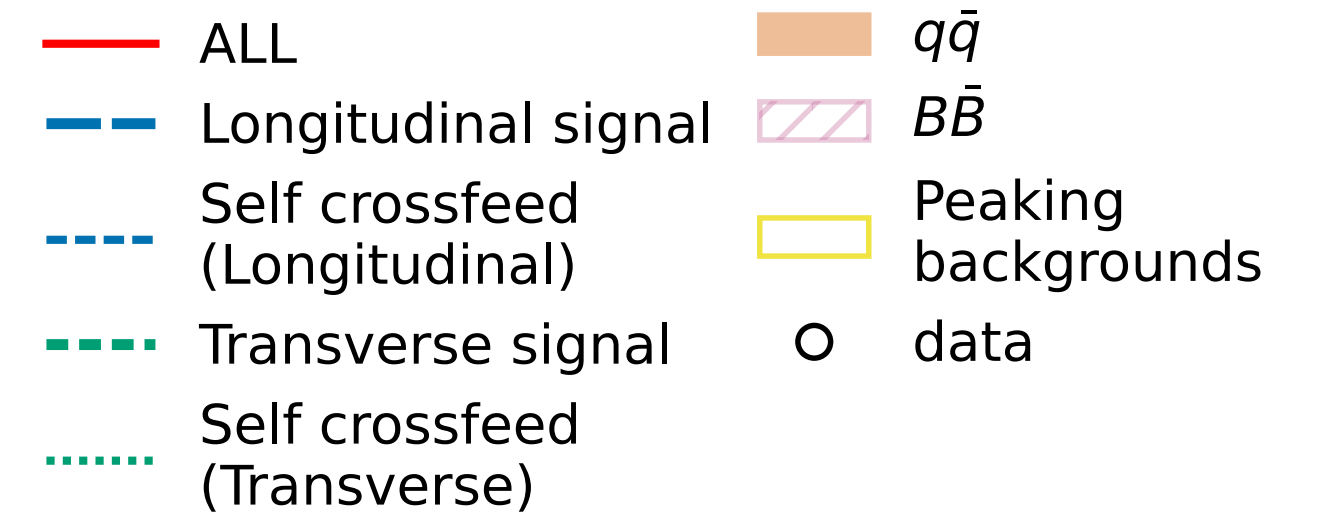 ALL
Longitudinal signal
Self crossfeed
(Longitudinal)
Transverse signal
Self crossfeed
(Transverse)
qq̄
BB̄
Peaking
backgrounds
data